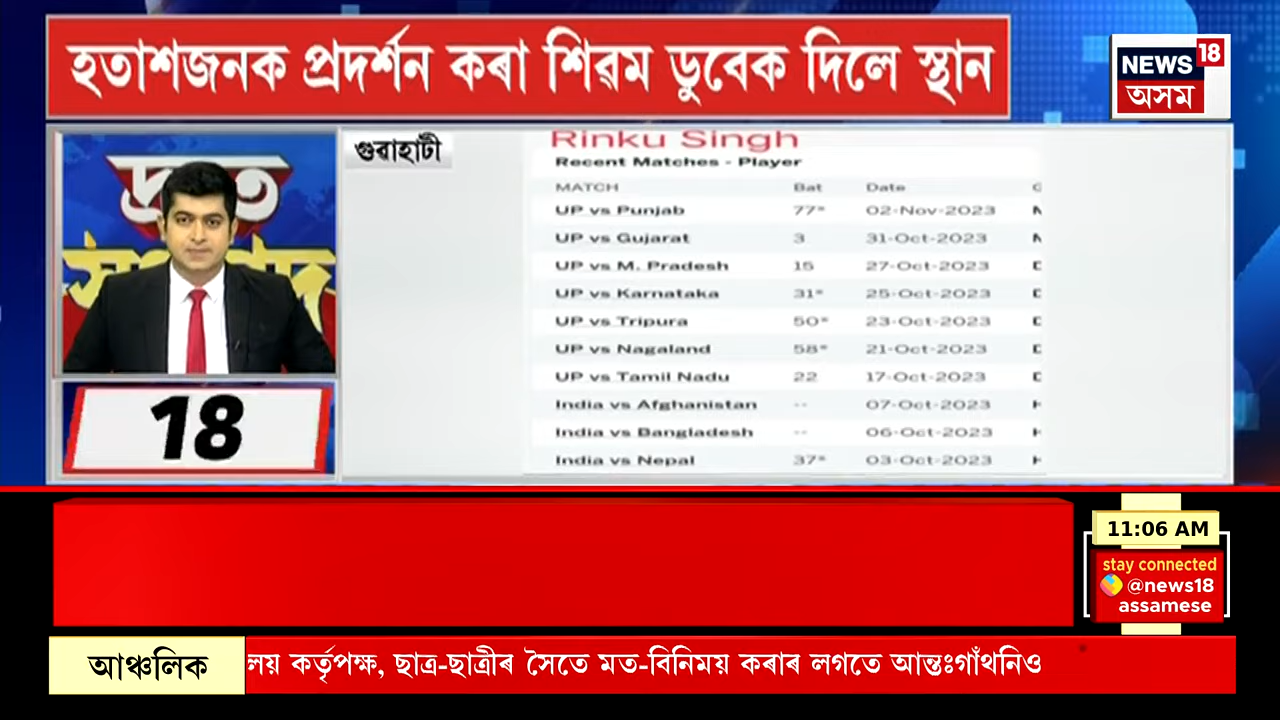 হতাশজনক প্ৰদৰ্শন কৰা শিৱম ডুবেক দিলে স্থান
NEWS 18
অসম
গুৱাহাটী
দ্ৰুত
সংবাদ
18
Rinku Singh
Recent Matches - Player
MATCH Bat Date
UP vs Punjab 77* 02-Nov-2023
UP vs Gujarat 3 31-Oct-2023
UP vs M. Pradesh 15 27-Oct-2023
UP vs Karnataka 31* 25-Oct-2023
UP vs Tripura 50* 23-Oct-2023
UP vs Nagaland 58* 21-Oct-2023
UP vs Tamil Nadu 22 17-Oct-2023
India vs Afghanistan -- 07-Oct-2023
India vs Bangladesh -- 06-Oct-2023
India vs Nepal 37* 03-Oct-2023
11:06 AM
stay connected
@news18
assamese
আঞ্চলিক
লয় কৰ্তৃপক্ষ, ছাত্ৰ-ছাত্ৰীৰ সৈতে মত-বিনিময় কৰাৰ লগতে আন্তঃগাঁথনিও